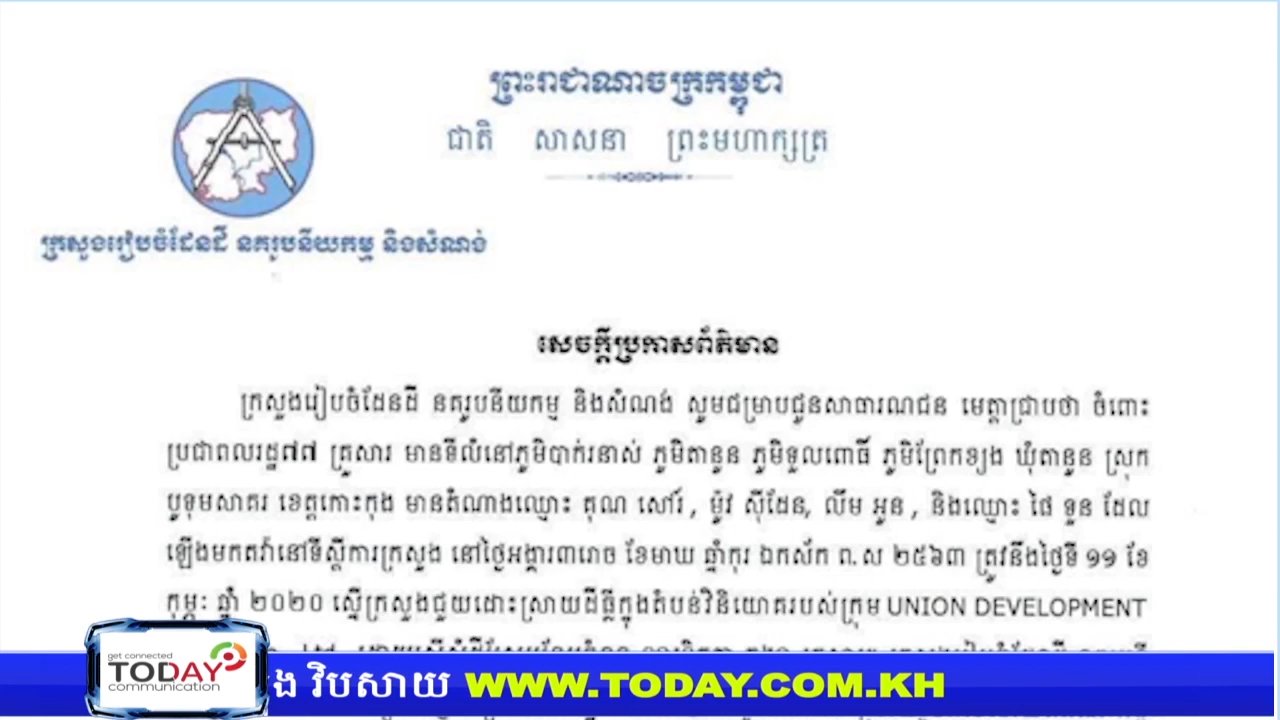 ព្រះរាជាណាចក្រកម្ពុជា
ជាតិ សាសនា ព្រះមហាក្សត្រ
ក្រសួងរៀបចំដែនដី នគរូបនីយកម្ម និងសំណង់
សេចក្តីប្រកាសព័ត៌មាន
ក្រសួងរៀបចំដែនដី នគរូបនីយកម្ម និងសំណង់ សូមជម្រាបជូនសាធារណជន មេត្តាជ្រាបថា ចំពោះ
ប្រជាពលរដ្ឋ៧៧ គ្រួសារ មានទីលំនៅភូមិបាក់រនាស់ ភូមិតានូន ភូមិទួលពោធិ៍ ភូមិព្រែកខ្យង ឃុំតានូន ស្រុក
បូទុមសាគរ ខេត្តកោះកុង មានតំណាងឈ្មោះ គុណ សៅរ៍, ម៉ូវ ស៊ីដែន, លឹម អូន, និងឈ្មោះ ផៃ ទួន ដែល
ឡើងមកតវ៉ានៅទីស្តីការក្រសួង នៅថ្ងៃអង្គារ៣រោច ខែមាឃ ឆ្នាំកុរ ឯកស័ក ព.ស ២៥៦៣ ត្រូវនឹងថ្ងៃទី ១១ ខែ
កុម្ភៈ ឆ្នាំ ២០២០ ស្នើក្រសួងជួយដោះស្រាយដីធ្លីក្នុងតំបន់វិនិយោគរបស់ក្រុម UNION DEVELOPMENT
get connected
TODAY
communication
ង វិបសាយ WWW.TODAY.COM.KH